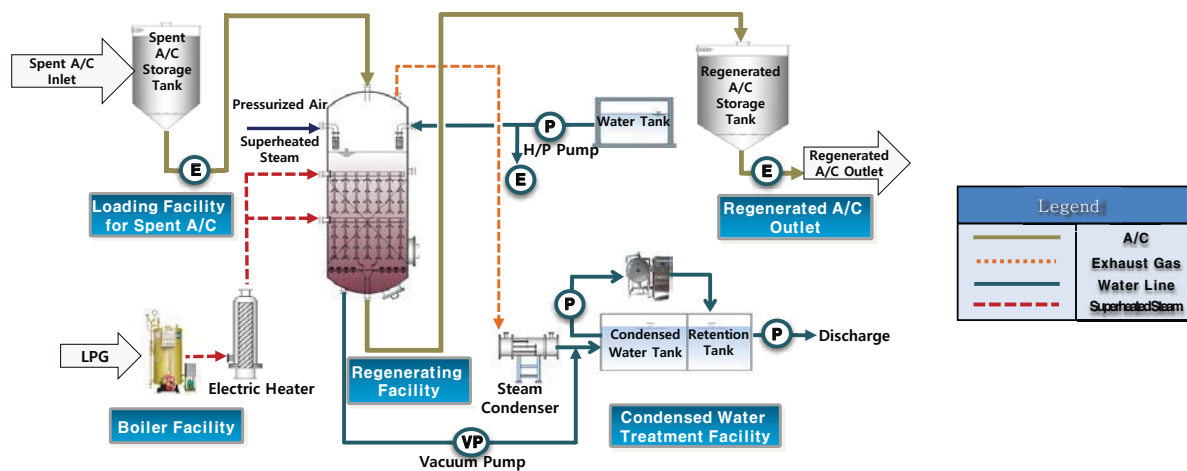 Spent A/C
Inlet
Spent
A/C
Storage
Tank
E
Loading Facility
for Spent A/C
Pressurized Air
Superheated
Steam
P
H/P Pump
Water Tank
E
Regenerated
A/C
Storage
Tank
E
Regenerated
A/C Outlet
Regenerated A/C
Outlet
LPG
Electric Heater
Boiler Facility
Regenerating
Facility
VP
Vacuum Pump
Steam
Condenser
P
Condensed
Water Tank
Retention
Tank
P
Discharge
Condensed Water
Treatment Facility
Legend
A/C
Exhaust Gas
Water Line
Superheated Steam